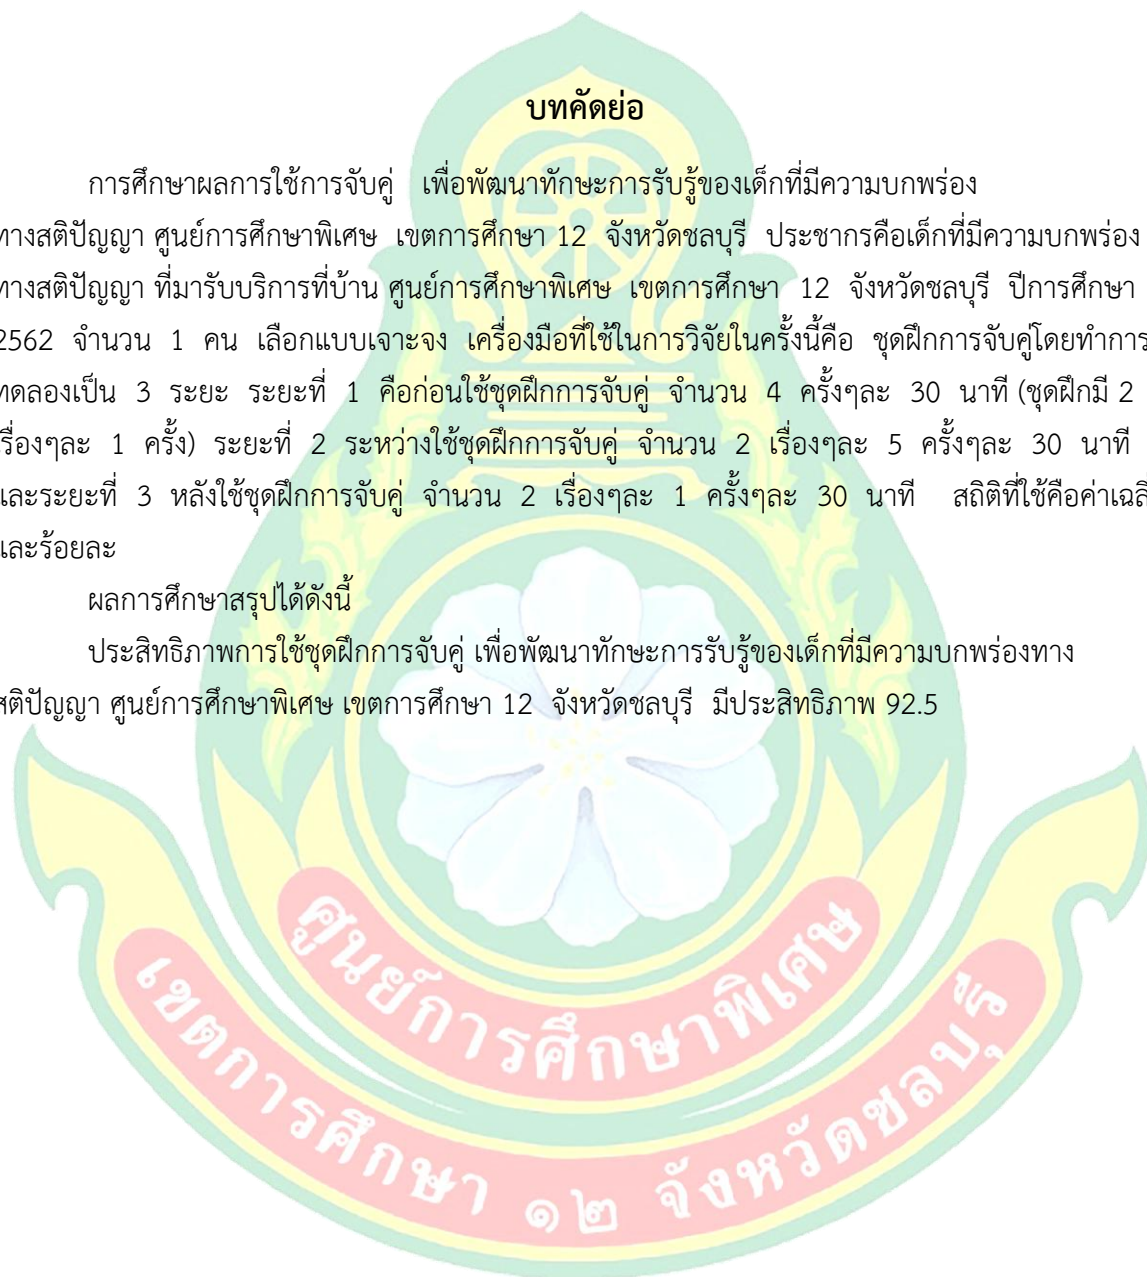 บทคัดย่อ
การศึกษาผลการใช้การจับคู่ เพื่อพัฒนาทักษะการรับรู้ของเด็กที่มีความบกพร่อง
ทางสติปัญญา ศูนย์การศึกษาพิเศษ เขตการศึกษา 12 จังหวัดชลบุรี ประชากรคือเด็กที่มีความบกพร่อง
ทางสติปัญญา ที่มารับบริการที่บ้าน ศูนย์การศึกษาพิเศษ เขตการศึกษา 12 จังหวัดชลบุรี ปีการศึกษา
2562 จำนวน 1 คน เลือกแบบเจาะจง เครื่องมือที่ใช้ในการวิจัยในครั้งนี้คือ ชุดฝึกการจับคู่โดยทำการ
ทดลองเป็น 3 ระยะ ระยะที่ 1 คือก่อนใช้ชุดฝึกการจับคู่ จำนวน 4 ครั้งๆละ 30 นาที (ชุดฝึกมี 2
เรื่องๆละ 1 ครั้ง) ระยะที่ 2 ระหว่างใช้ชุดฝึกการจับคู่ จำนวน 2 เรื่องๆละ 5 ครั้งๆละ 30 นาที
และระยะที่ 3 หลังใช้ชุดฝึกการจับคู่ จำนวน 2 เรื่องๆละ 1 ครั้งๆละ 30 นาที สถิติที่ใช้คือค่าเฉลี่
และร้อยละ
ผลการศึกษาสรุปได้ดังนี้
ประสิทธิภาพการใช้ชุดฝึกการจับคู่ เพื่อพัฒนาทักษะการรับรู้ของเด็กที่มีความบกพร่องทาง
สติปัญญา ศูนย์การศึกษาพิเศษ เขตการศึกษา 12 จังหวัดชลบุรี มีประสิทธิภาพ 92.5
ศูนย์การศึกษาพิเศษ
เขตการศึกษา ๑๒ จังหวัดชลบุรี